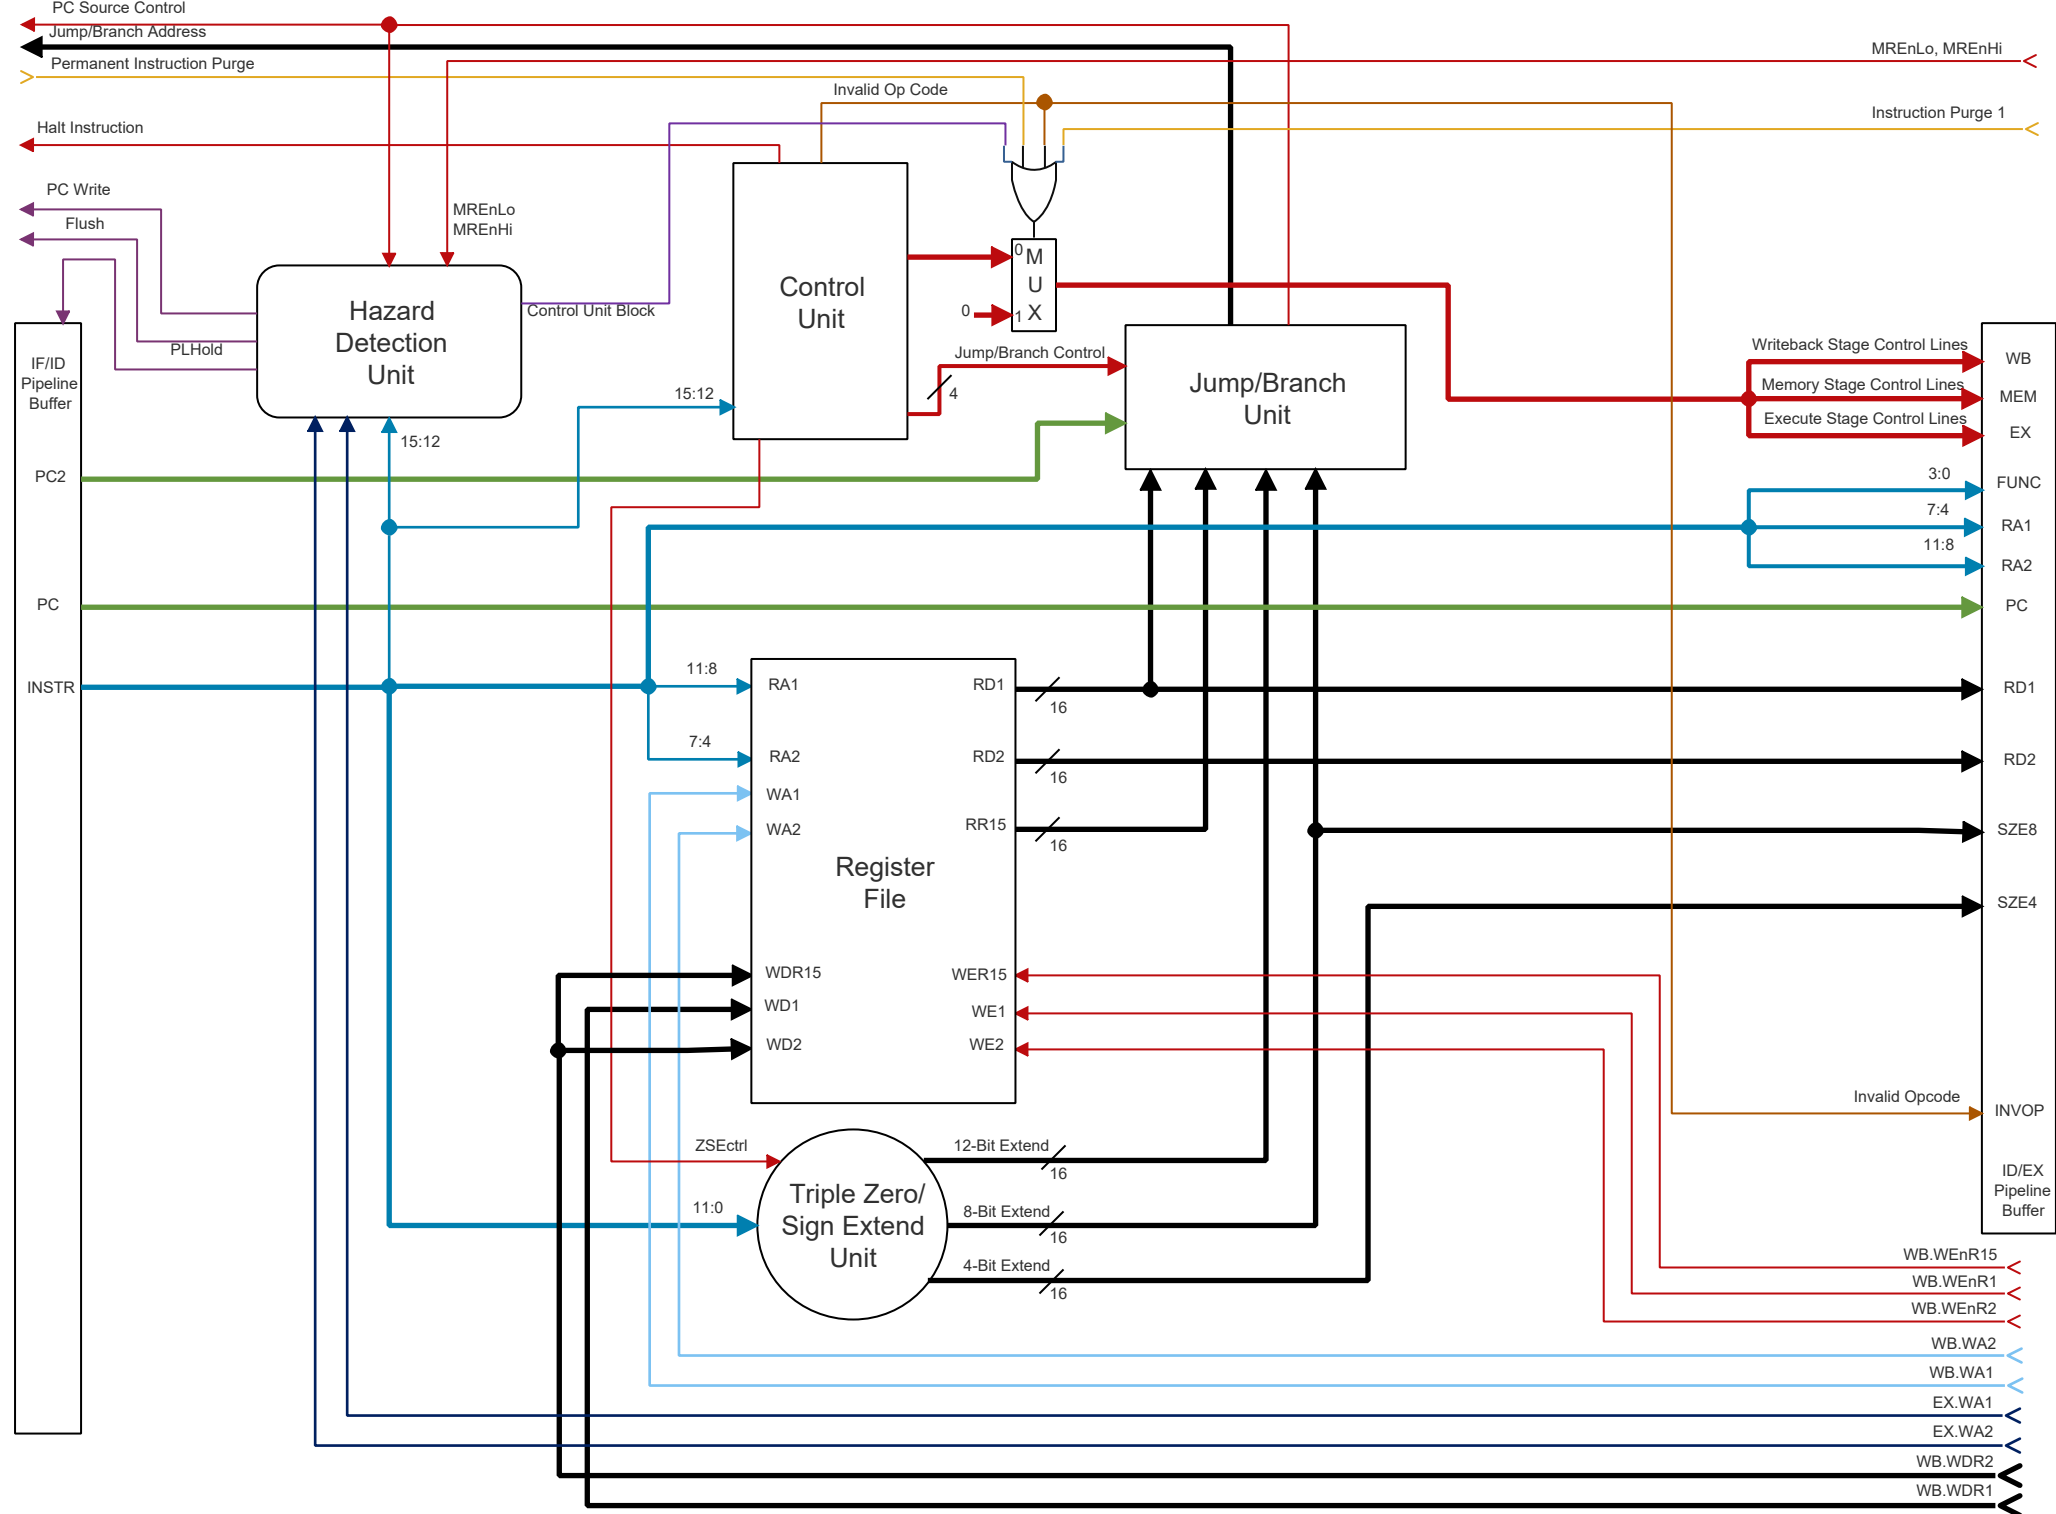 PC Source Control
Jump/Branch Address
MREnLo, MREnHi
Permanent Instruction Purge
Invalid Op Code
Instruction Purge 1
Halt Instruction
PC Write
MREnLo
MREnHi
Flush
0
M
U
X
0
1
Control
Unit
Hazard
Detection
Unit
Control Unit Block
PLHold
IF/ID
Pipeline
Buffer
Jump/Branch Control
4
15:12
15:12
Jump/Branch
Unit
Writeback Stage Control Lines
WB
Memory Stage Control Lines
MEM
Execute Stage Control Lines
EX
PC2
3:0
FUNC
7:4
RA1
11:8
RA2
PC
PC
INSTR
11:8
RA1
RD1
16
RD1
7:4
RA2
RD2
16
RD2
WA1
WA2
RR15
16
SZE8
Register
File
SZE4
WDR15
WER15
WD1
WE1
WD2
WE2
Invalid Opcode
INVOP
ZSEctrl
12-Bit Extend
16
11:0
Triple Zero/
Sign Extend
Unit
8-Bit Extend
16
4-Bit Extend
16
ID/EX
Pipeline
Buffer
WB.WEnR15
WB.WEnR1
WB.WEnR2
WB.WA2
WB.WA1
EX.WA1
EX.WA2
WB.WDR2
WB.WDR1